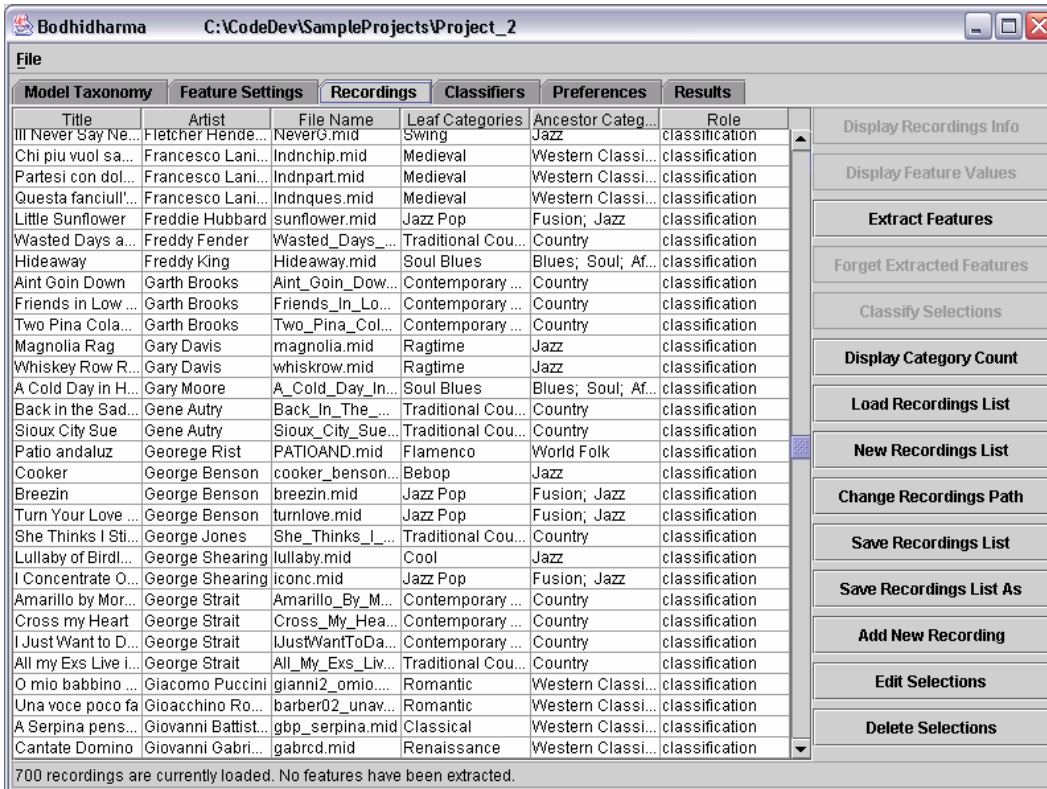 Bodhidharma C:\CodeDev\SampleProjects\Project_2
File
Model Taxonomy Feature Settings Recordings Classifiers Preferences Results
Title Artist File Name Leaf Categories Ancestor Categ... Role
Ill Never Say Ne... Fletcher Hende... NeverG.mid Swing Jazz classification
Chi piu vuol sa... Francesco Lani... lndnchip.mid Medieval Western Classi... classification
Partesi con dol... Francesco Lani... lndnpart.mid Medieval Western Classi... classification
Questa fanciull'... Francesco Lani... lndnques.mid Medieval Western Classi... classification
Little Sunflower Freddie Hubbard sunflower.mid Jazz Pop Fusion; Jazz classification
Wasted Days a... Freddy Fender Wasted_Days_... Traditional Cou... Country classification
Hideaway Freddy King Hideaway.mid Soul Blues Blues; Soul; Af... classification
Aint Goin Down Garth Brooks Aint_Goin_Dow... Contemporary ... Country classification
Friends in Low ... Garth Brooks Friends_In_Lo... Contemporary ... Country classification
Two Pina Cola... Garth Brooks Two_Pina_Col... Contemporary ... Country classification
Magnolia Rag Gary Davis magnolia.mid Ragtime Jazz classification
Whiskey Row R... Gary Davis whiskrow.mid Ragtime Jazz classification
A Cold Day in H... Gary Moore A_Cold_Day_In... Soul Blues Blues; Soul; Af... classification
Back in the Sad... Gene Autry Back_In_The_... Traditional Cou... Country classification
Sioux City Sue Gene Autry Sioux_City_Sue... Traditional Cou... Country classification
Patio andaluz Georege Rist PATIOAND.mid Flamenco World Folk classification
Cooker George Benson cooker_benson... Bebop Jazz classification
Breezin George Benson breezin.mid Jazz Pop Fusion; Jazz classification
Turn Your Love ... George Benson turnlove.mid Jazz Pop Fusion; Jazz classification
She Thinks I Sti... George Jones She_Thinks_I_... Traditional Cou... Country classification
Lullaby of Birdl... George Shearing lullaby.mid Cool Jazz classification
I Concentrate O... George Shearing iconc.mid Jazz Pop Fusion; Jazz classification
Amarillo by Mor... George Strait Amarillo_By_M... Contemporary ... Country classification
Cross my Heart George Strait Cross_My_Hea... Contemporary ... Country classification
I Just Want to D... George Strait IJustWantToDa... Contemporary ... Country classification
All my Exs Live i... George Strait All_My_Exs_Liv... Traditional Cou... Country classification
O mio babbino ... Giacomo Puccini gianni2_omio.... Romantic Western Classi... classification
Una voce poco fa Gioacchino Ro... barber02_unav... Romantic Western Classi... classification
A Serpina pens... Giovanni Battist... gbp_serpina.mid Classical Western Classi... classification
Cantate Domino Giovanni Gabri... gabrcd.mid Renaissance Western Classi... classification
Display Recordings Info
Display Feature Values
Extract Features
Forget Extracted Features
Classify Selections
Display Category Count
Load Recordings List
New Recordings List
Change Recordings Path
Save Recordings List
Save Recordings List As
Add New Recording
Edit Selections
Delete Selections
700 recordings are currently loaded. No features have been extracted.